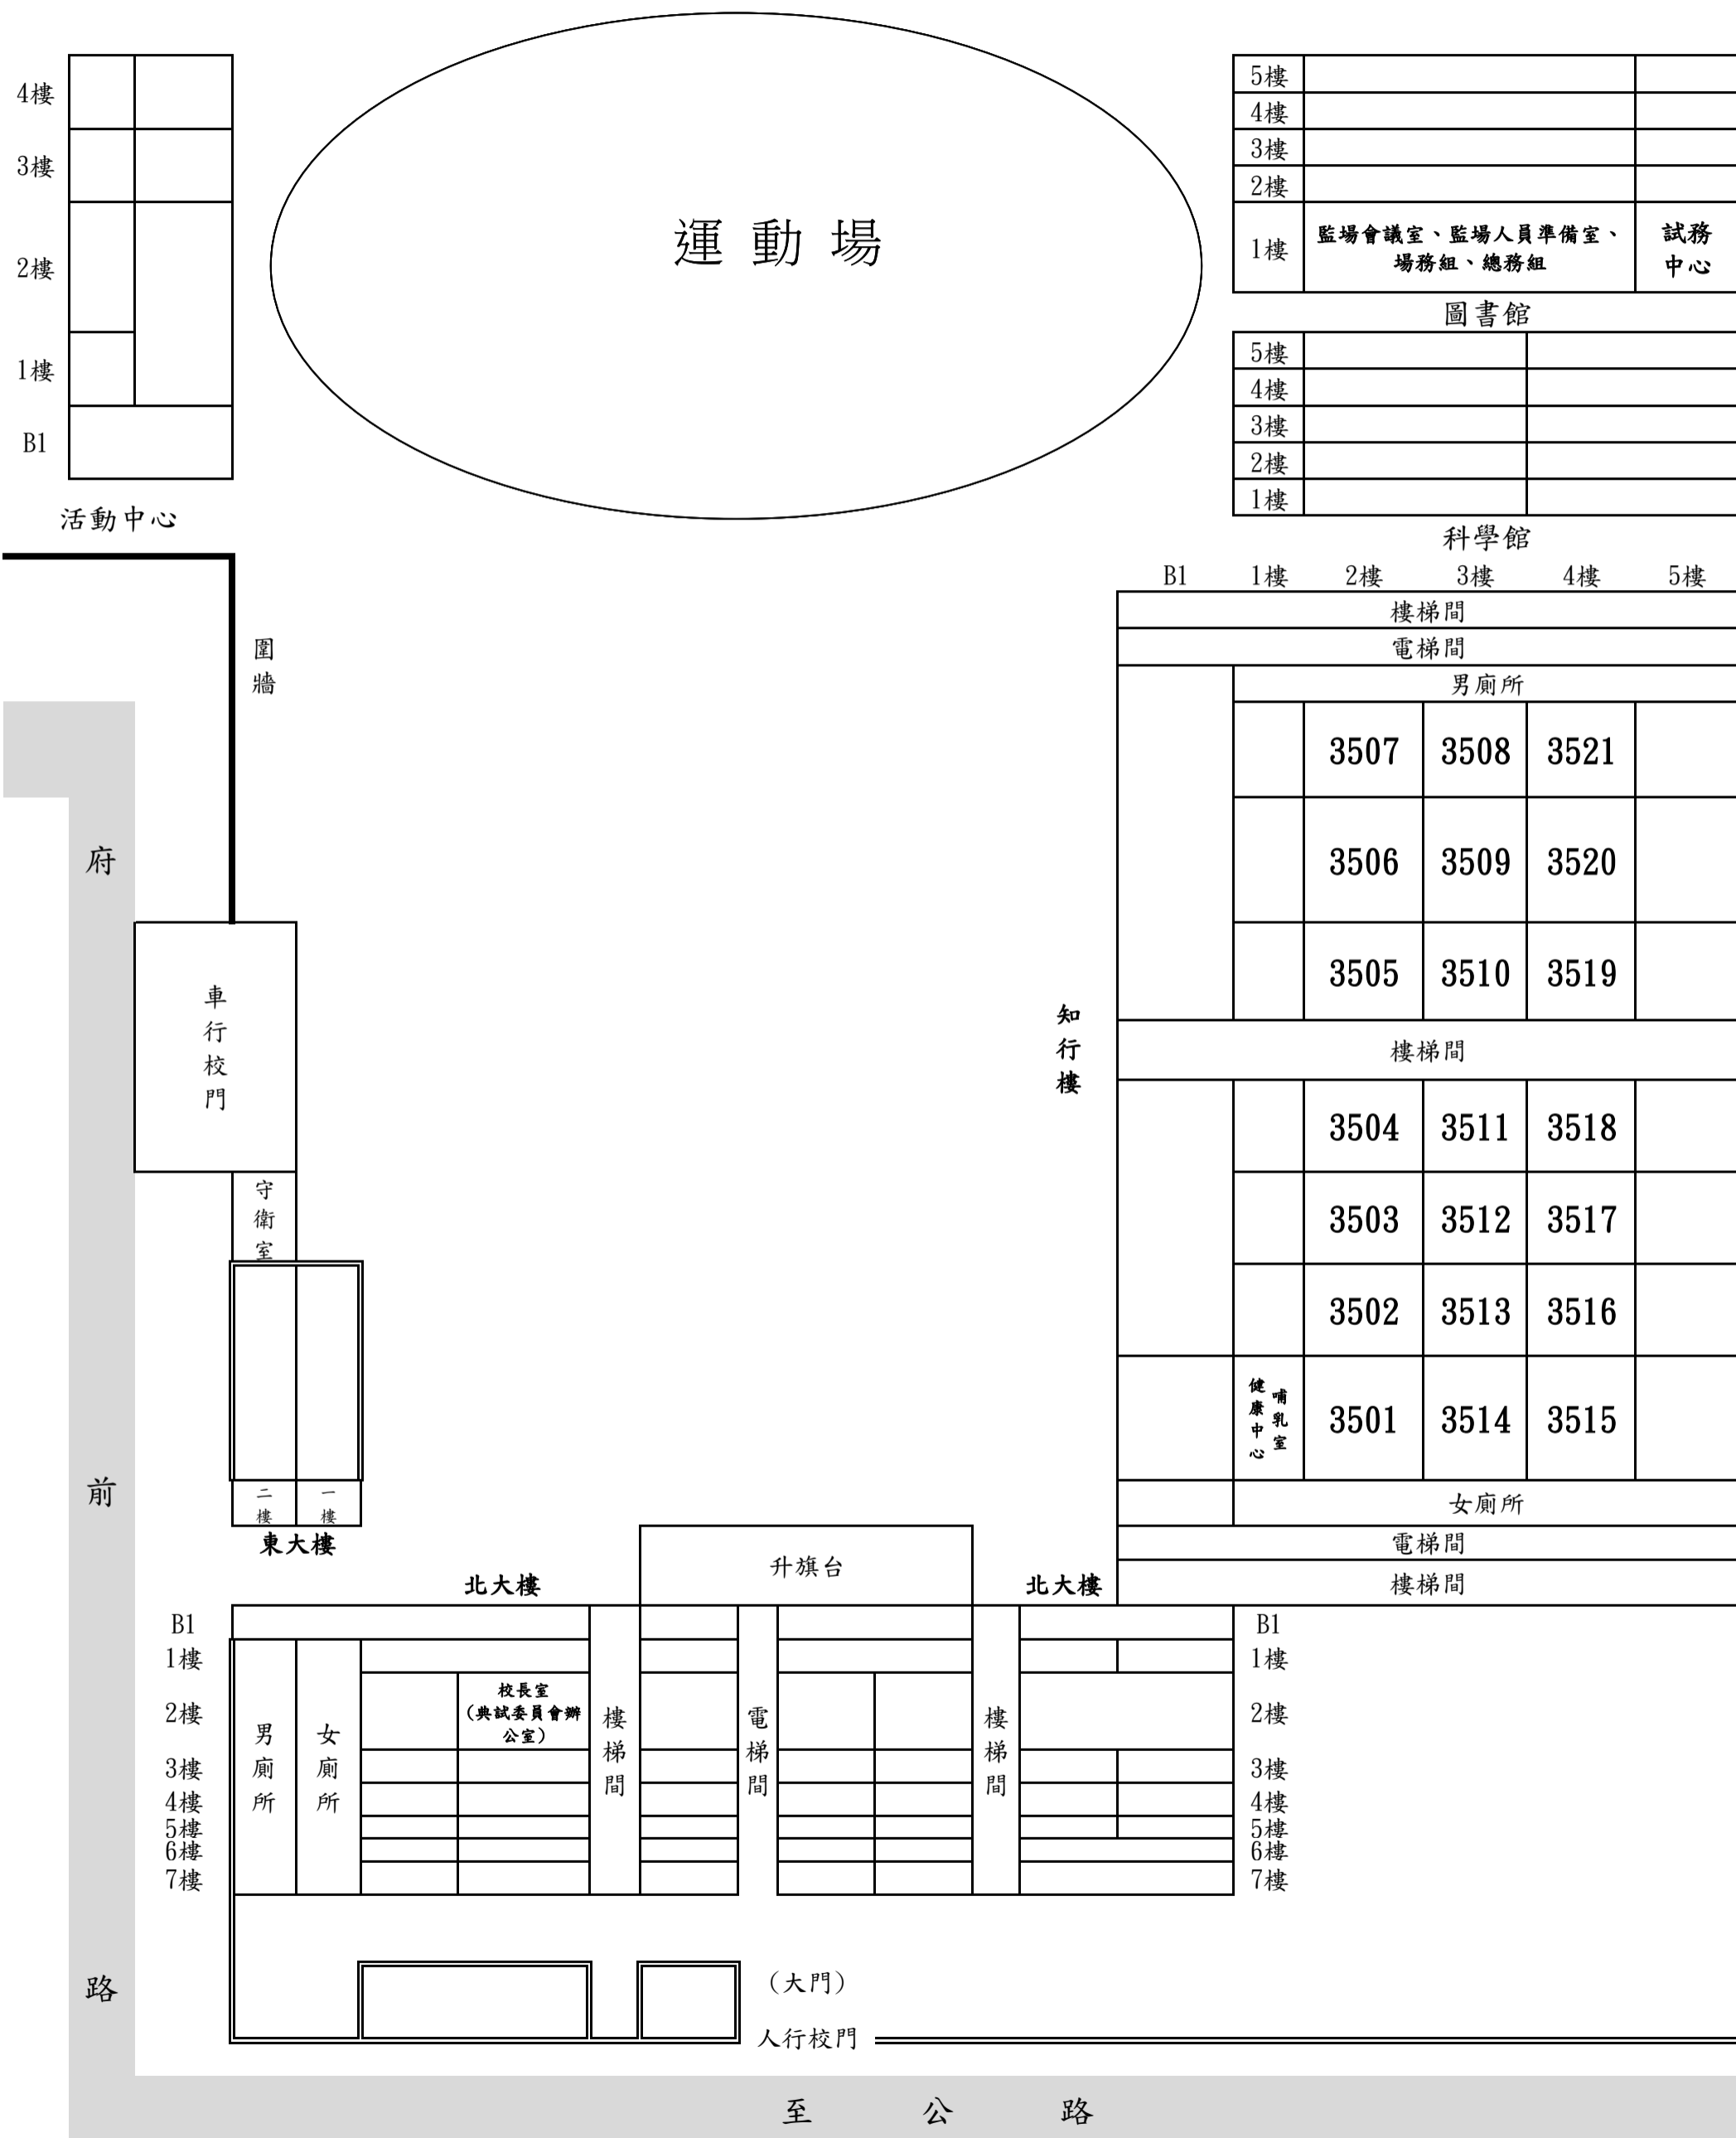 運動場
4樓
3樓
2樓
1樓
B1
活動中心
5樓
4樓
3樓
2樓
1樓 監場會議室、監場人員準備室、場務組、總務組 試務中心
圖書館
5樓
4樓
3樓
2樓
1樓
科學館
圍牆
府前路
車行校門
守衛室
二樓 一樓
東大樓
知行樓
B1 1樓 2樓 3樓 4樓 5樓
樓梯間
電梯間
男廁所
3507 3508 3521
3506 3509 3520
3505 3510 3519
樓梯間
3504 3511 3518
3503 3512 3517
3502 3513 3516
健康中心 哺乳室 3501 3514 3515
女廁所
電梯間
樓梯間
升旗台
北大樓 北大樓
B1 B1
1樓 1樓
2樓 校長室 2樓
(典試委員會辦
公室)
男廁所 女廁所 樓梯間 電梯間 樓梯間
3樓 3樓
4樓 4樓
5樓 5樓
6樓 6樓
7樓 7樓
(大門)
人行校門
至公路